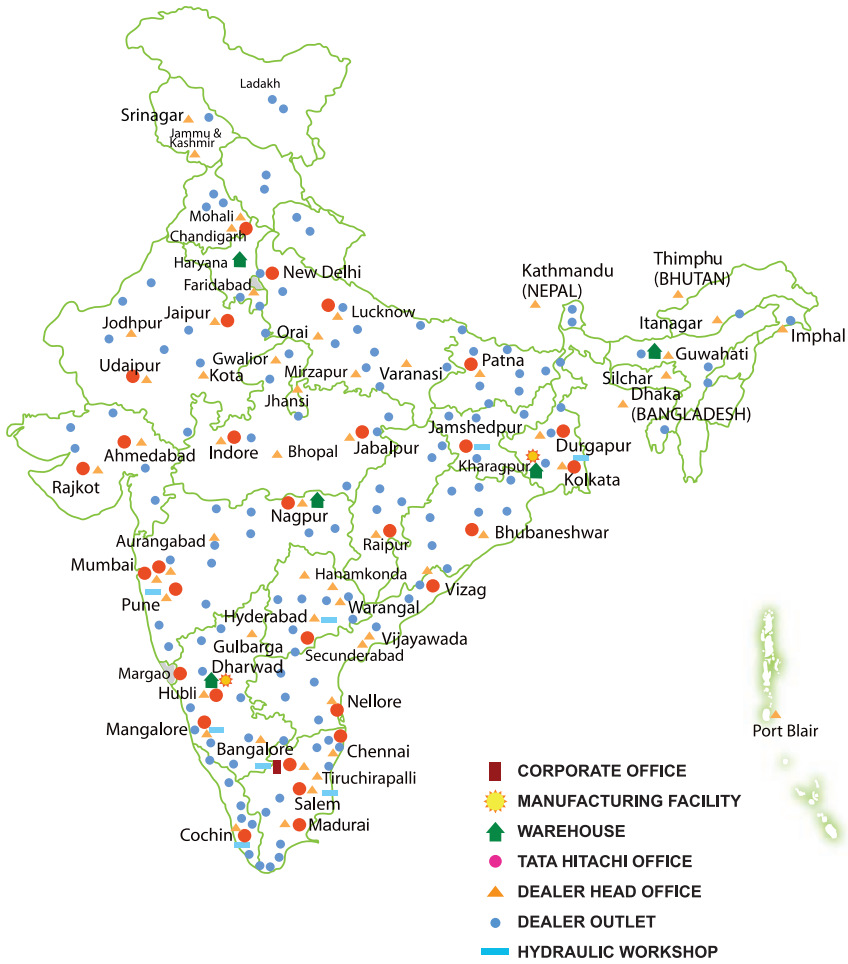 Ladakh
Srinagar
Jammu &
Kashmir
Mohali
Chandigarh
Haryana
New Delhi
Faridabad
Kathmandu
(NEPAL)
Thimphu
(BHUTAN)
Jodhpur
Jaipur
Lucknow
Orai
Itanagar
Imphal
Udaipur
Gwalior
Kota
Mirzapur
Varanasi
Patna
Guwahati
Silchar
Jhansi
Dhaka
(BANGLADESH)
Ahmedabad
Indore
Bhopal
Jabalpur
Jamshedpur
Durgapur
Kharagpur
Kolkata
Rajkot
Nagpur
Aurangabad
Raipur
Bhubaneshwar
Mumbai
Hanamkonda
Vizag
Pune
Hyderabad
Warangal
Gulbarga
Vijayawada
Secunderabad
Dharwad
Margao
Hubli
Nellore
Mangalore
Port Blair
Bangalore
Chennai
Tiruchirapalli
Salem
Cochin
Madurai
CORPORATE OFFICE
MANUFACTURING FACILITY
WAREHOUSE
TATA HITACHI OFFICE
DEALER HEAD OFFICE
DEALER OUTLET
HYDRAULIC WORKSHOP